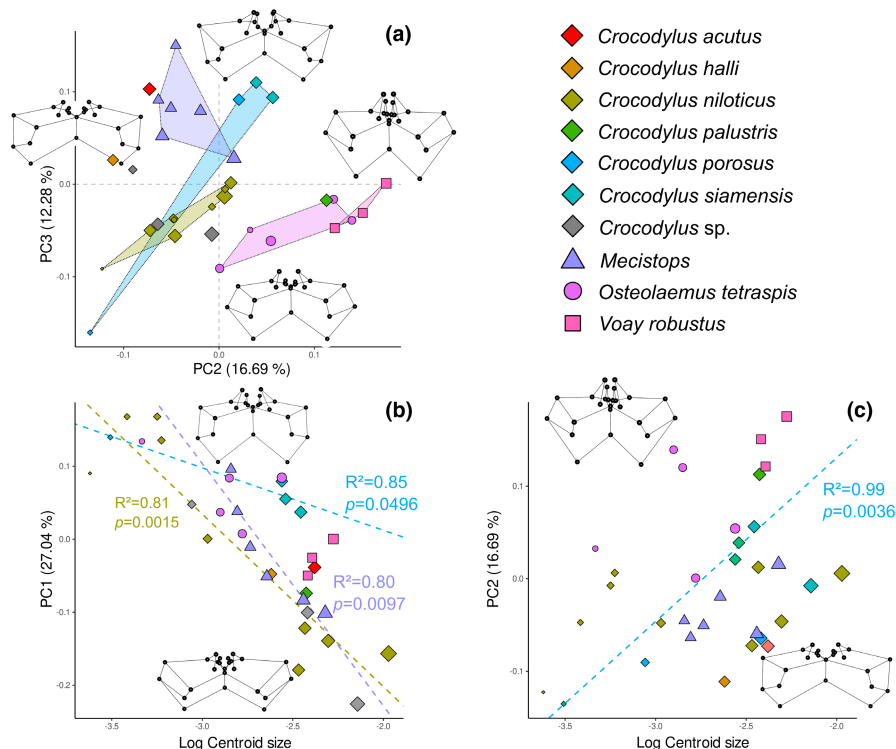 (a)
0.1
0.0
-0.1
PC3 (12.28 %)
-0.1
0.0
0.1
PC2 (16.69 %)
Crocodylus acutus
Crocodylus halli
Crocodylus niloticus
Crocodylus palustris
Crocodylus porosus
Crocodylus siamensis
Crocodylus sp.
Mecistops
Osteolaemus tetraspis
Voay robustus
(b)
0.1
0.0
-0.1
-0.2
PC1 (27.04 %)
R²=0.85
p=0.0496
R²=0.81
p=0.0015
R²=0.80
p=0.0097
-3.5
-3.0
-2.5
-2.0
Log Centroid size
(c)
0.1
0.0
-0.1
PC2 (16.69 %)
R²=0.99
p=0.0036
-3.5
-3.0
-2.5
-2.0
Log Centroid size